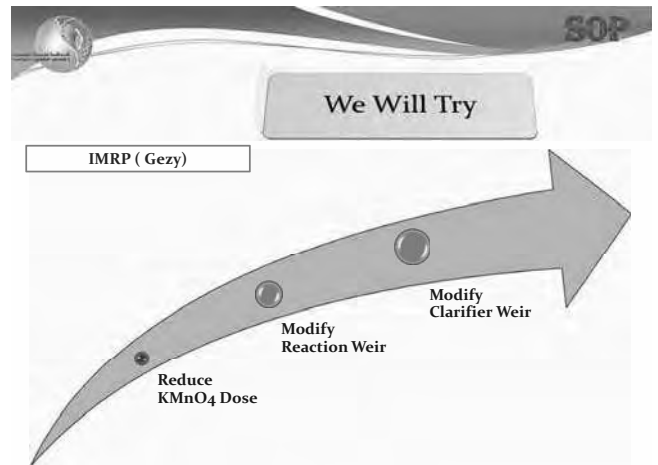 SOP
We Will Try
IMRP ( Gezy)
Modify
Clarifier Weir
Modify
Reaction Weir
Reduce
KMnO4 Dose